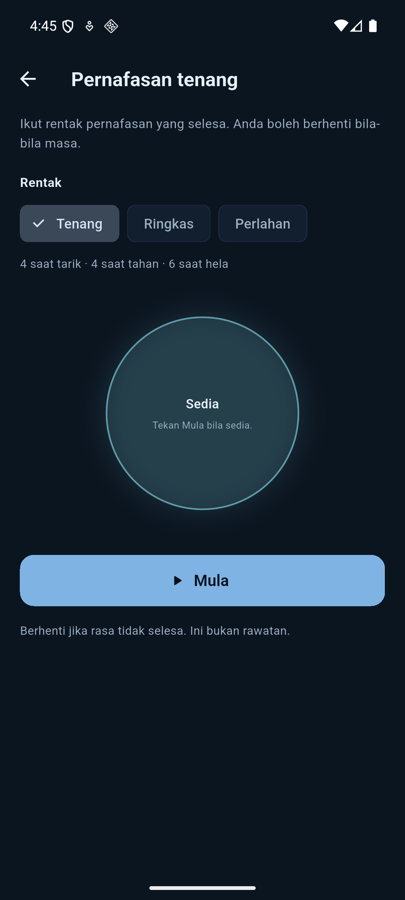 4:45
Pernafasan tenang
Ikut rentak pernafasan yang selesa. Anda boleh berhenti bila-
bila masa.
Rentak
Tenang
Ringkas
Perlahan
4 saat tarik · 4 saat tahan · 6 saat hela
Sedia
Tekan Mula bila sedia.
Mula
Berhenti jika rasa tidak selesa. Ini bukan rawatan.